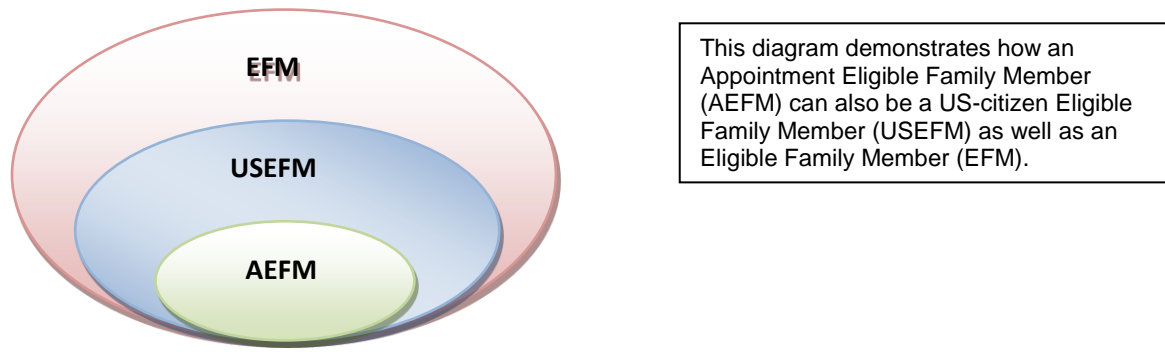 EFM
USEFM
AEFM
This diagram demonstrates how an
Appointment Eligible Family Member
(AEFM) can also be a US-citizen Eligible
Family Member (USEFM) as well as an
Eligible Family Member (EFM).